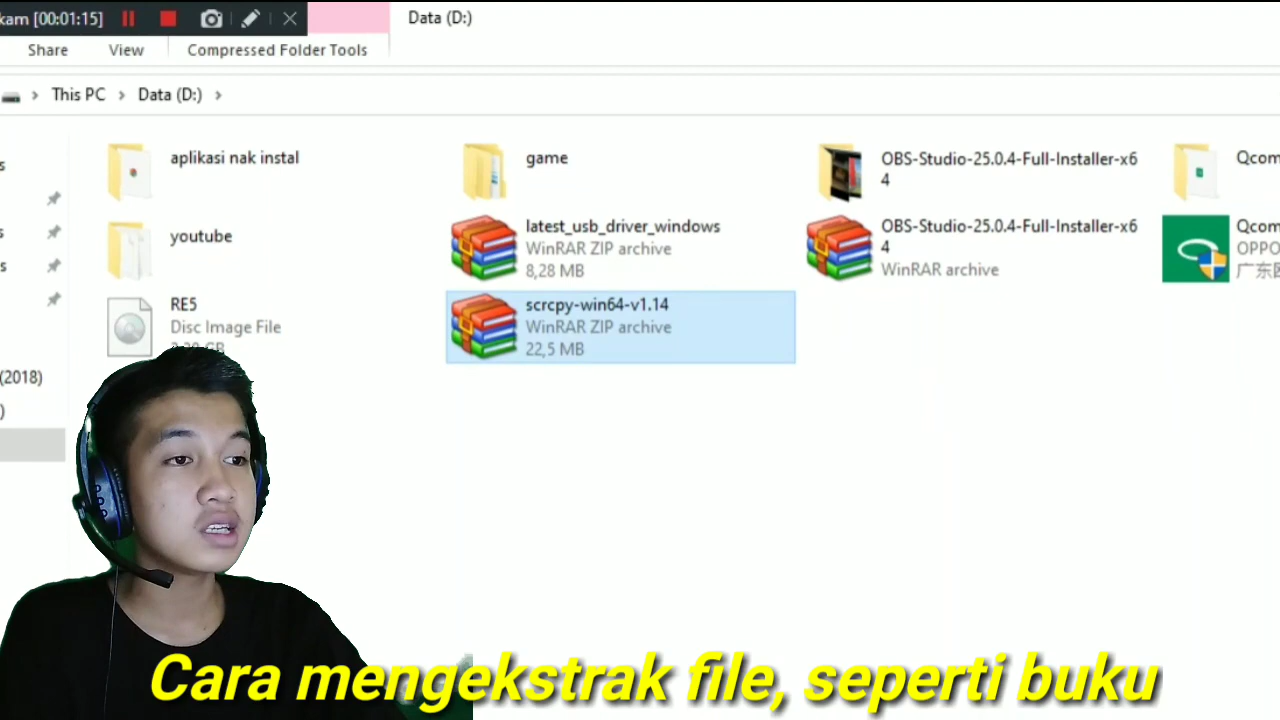 kam [00:01:15]
Data (D:)
Share
View
Compressed Folder Tools
This PC
Data (D:)
aplikasi nak instal
game
OBS-Studio-25.0.4-Full-Installer-x6
4
Qcom
youtube
latest_usb_driver_windows
WinRAR ZIP archive
8,28 MB
OBS-Studio-25.0.4-Full-Installer-x6
4
WinRAR archive
Qcom
OPPO
RE5
Disc Image File
scrcpy-win64-v1.14
WinRAR ZIP archive
22,5 MB
(2018)
Cara mengekstrak file, seperti buku